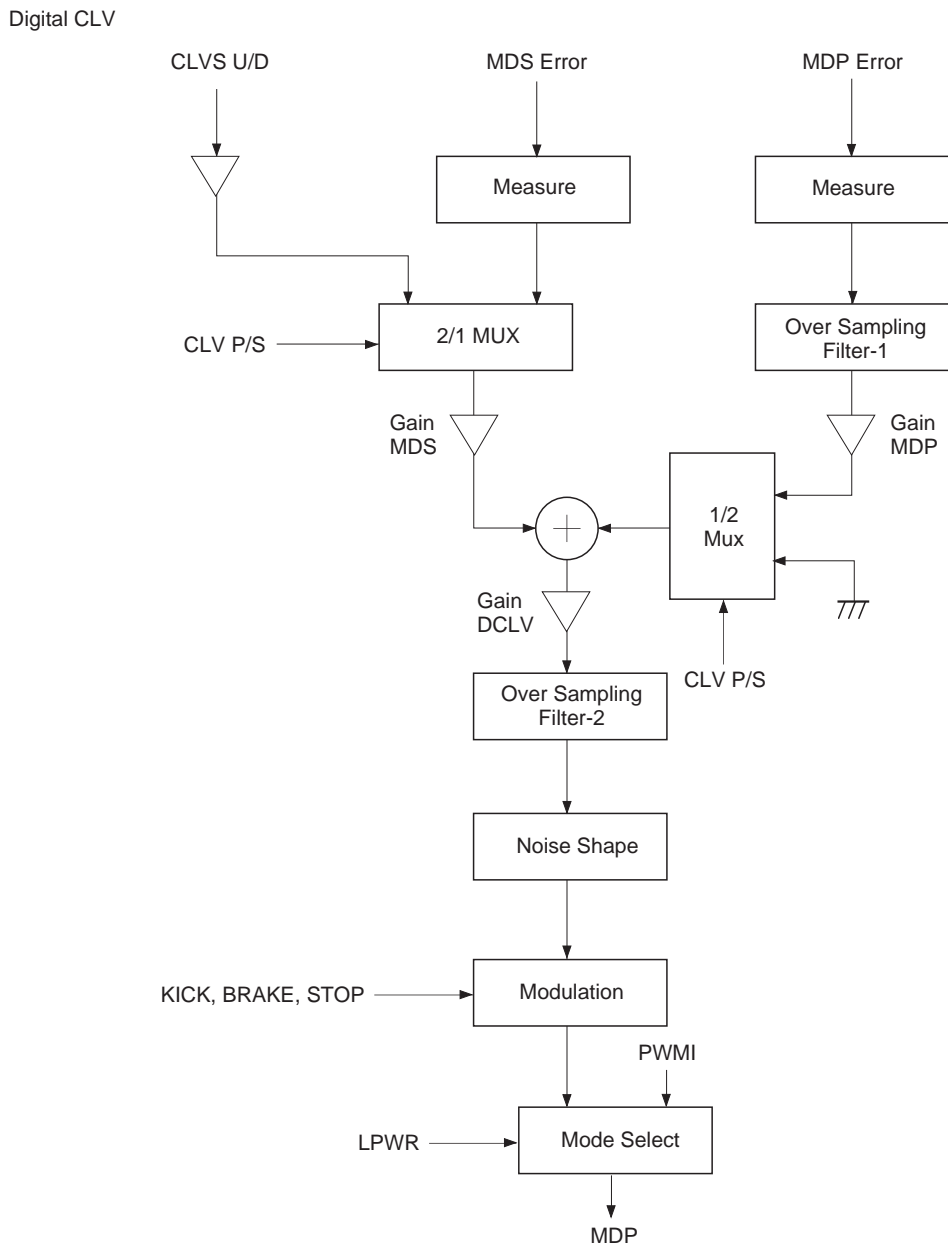 Digital CLV
CLVS U/D
MDS Error
MDP Error
Measure
Measure
CLV P/S
2/1 MUX
Over Sampling
Filter-1
Gain
MDS
Gain
MDP
1/2
Mux
Gain
DCLV
CLV P/S
Over Sampling
Filter-2
Noise Shape
KICK, BRAKE, STOP
Modulation
PWMI
LPWR
Mode Select
MDP